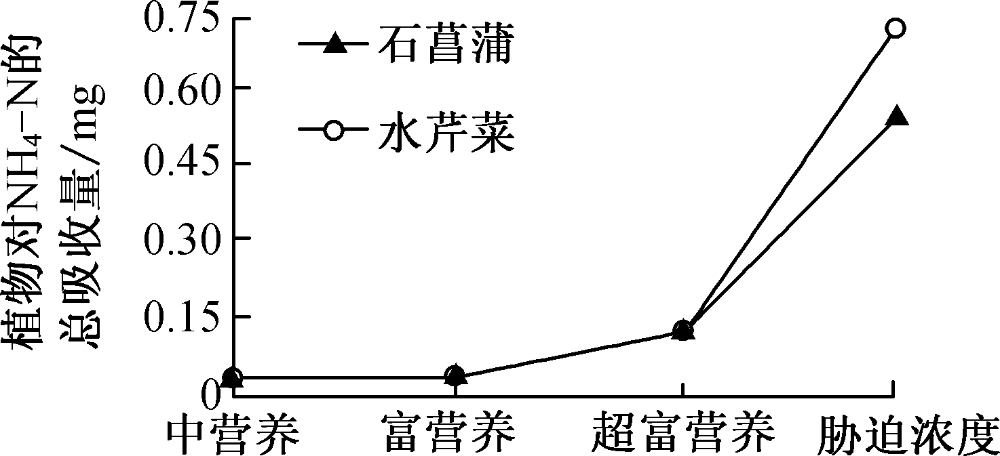 植物对NH₄-N的
总吸收量/mg
0.75
0.60
0.45
0.30
0.15
0
石菖蒲
水芹菜
中营养
富营养
超富营养
胁迫浓度